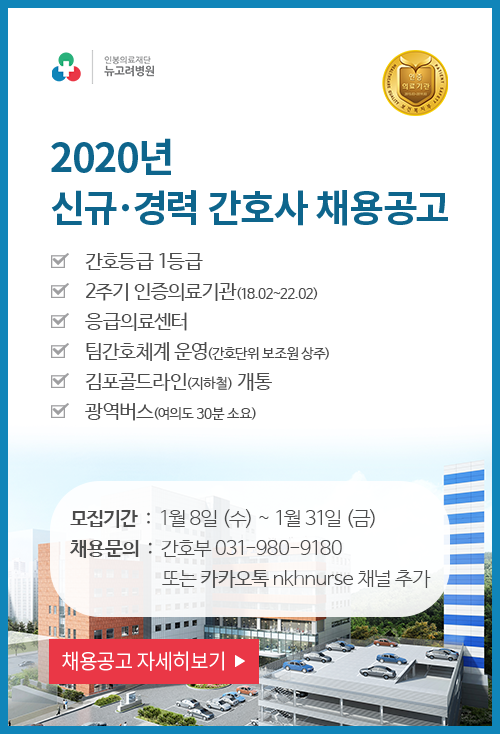 인봉의료재단
뉴고려병원
인증
의료기관
2020년
신규·경력 간호사 채용공고
간호등급 1등급
2주기 인증의료기관(18.02~22.02)
응급의료센터
팀간호체계 운영(간호단위 보조원 상주)
김포골드라인(지하철) 개통
광역버스(여의도 30분 소요)
모집기간 : 1월 8일 (수) ~ 1월 31일 (금)
채용문의 : 간호부 031-980-9180
또는 카카오톡 nkhnurse 채널 추가
채용공고 자세히보기 ▶